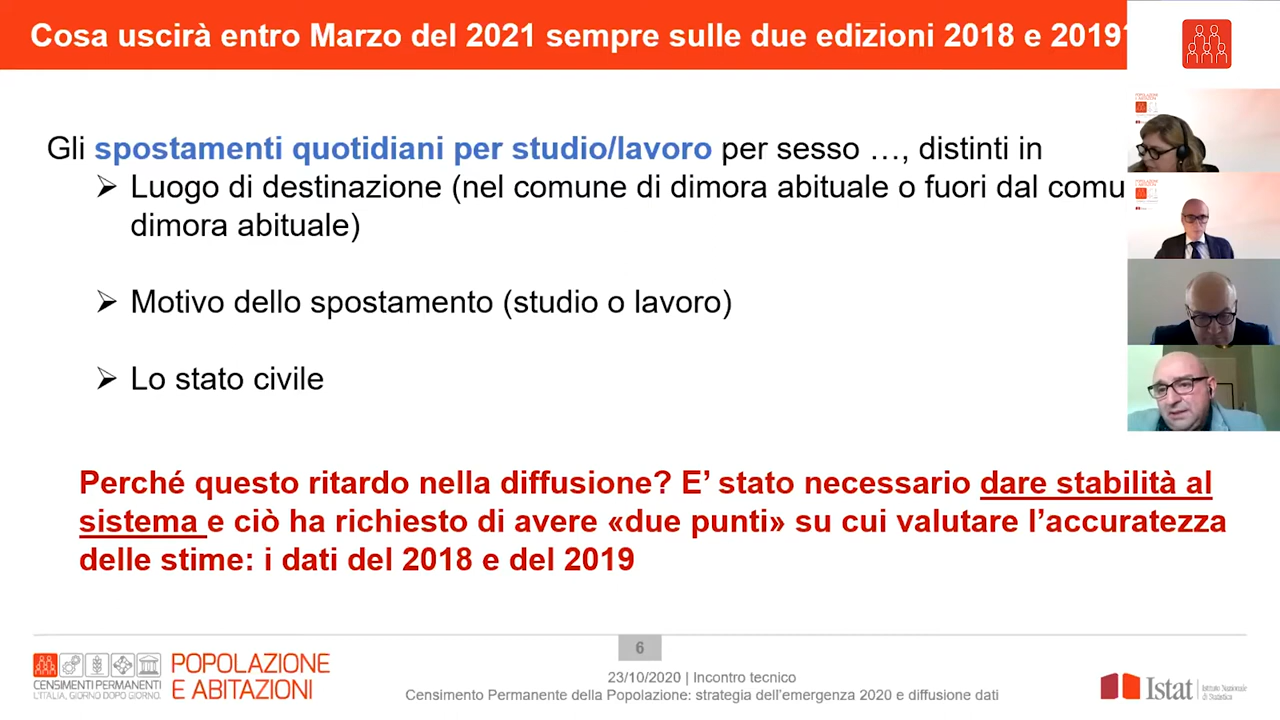 Cosa uscirà entro Marzo del 2021 sempre sulle due edizioni 2018 e 2019?
Gli spostamenti quotidiani per studio/lavoro per sesso …, distinti in
➢ Luogo di destinazione (nel comune di dimora abituale o fuori dal comu
dimora abituale)
➢ Motivo dello spostamento (studio o lavoro)
➢ Lo stato civile
Perché questo ritardo nella diffusione? E’ stato necessario dare stabilità al
sistema e ciò ha richiesto di avere «due punti» su cui valutare l’accuratezza
delle stime: i dati del 2018 e del 2019
CENSIMENTI PERMANENTI
L'ITALIA, GIORNO DOPO GIORNO.
POPOLAZIONE
E ABITAZIONI
6
23/10/2020 | Incontro tecnico
Censimento Permanente della Popolazione: strategia dell’emergenza 2020 e diffusione dati
Istat
Istituto Nazionale
di Statistica